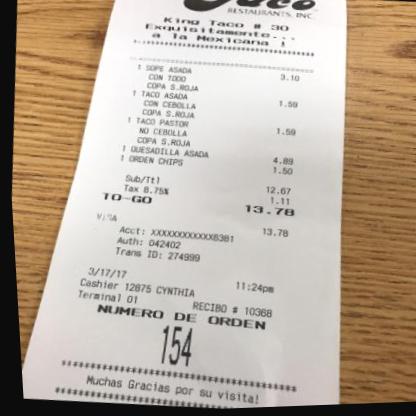 RESTAURANTS, INC.
King Taco # 30
Exquisitamente...
a la Mexicana !
1 SOPE ASADA 3.10
CON TODO
COPA S.ROJA
1 TACO ASADA 1.59
CON CEBOLLA
COPA S.ROJA
1 TACO PASTOR 1.59
NO CEBOLLA
COPA S.ROJA
1 QUESADILLA ASADA 4.89
1 ORDEN CHIPS 1.50
Sub/Ttl 12.67
Tax 8.75% 1.11
TO-GO 13.78
VISA 13.78
Acct: XXXXXXXXXXXX8381
Auth: 042402
Trans ID: 274999
3/17/17 11:24pm
Cashier 12875 CYNTHIA
Terminal 01 RECIBO # 10368
NUMERO DE ORDEN
154
****************************************
Muchas Gracias por su visita!
****************************************